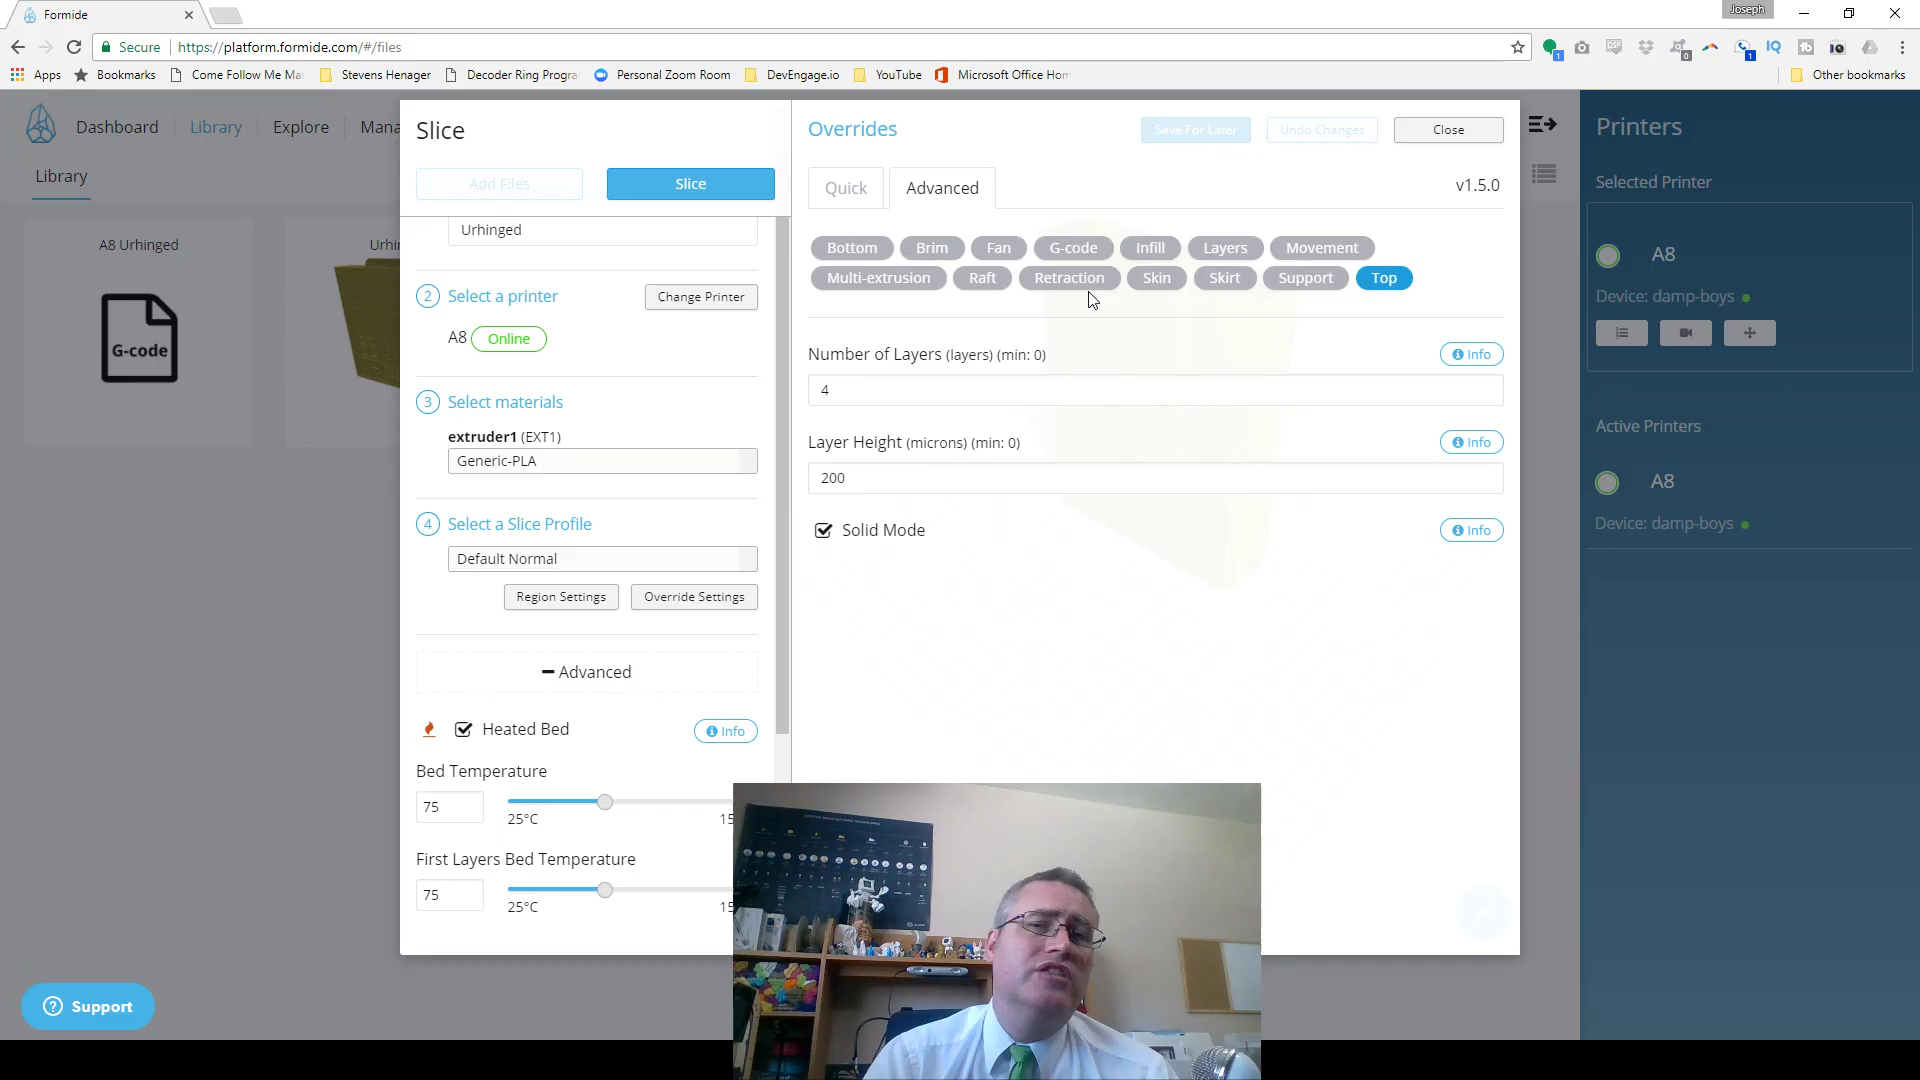 Formide
Joseph
Secure
https://platform.formide.com/#/files
Apps
Bookmarks
Come Follow Me Ma
Stevens Henager
Decoder Ring Progra
Personal Zoom Room
DevEngage.io
YouTube
Microsoft Office Hom
Other bookmarks
Dashboard
Library
Explore
Mana
Library
A8 Urhinged
Urhi
G-code
Slice
Add Files
Slice
Urhinged
2 Select a printer
Change Printer
A8 Online
3 Select materials
extruder1 (EXT1)
Generic-PLA
4 Select a Slice Profile
Default Normal
Region Settings
Override Settings
Advanced
Heated Bed
Info
Bed Temperature
75
25°C
15
First Layers Bed Temperature
75
25°C
15
Overrides
Save For Later
Undo Changes
Close
Quick
Advanced
v1.5.0
Bottom Brim Fan G-code Infill Layers Movement
Multi-extrusion Raft Retraction Skin Skirt Support Top
Number of Layers (layers) (min: 0)
Info
4
Layer Height (microns) (min: 0)
Info
200
Solid Mode
Info
Printers
Selected Printer
A8
Device: damp-boys
Active Printers
A8
Device: damp-boys
Support